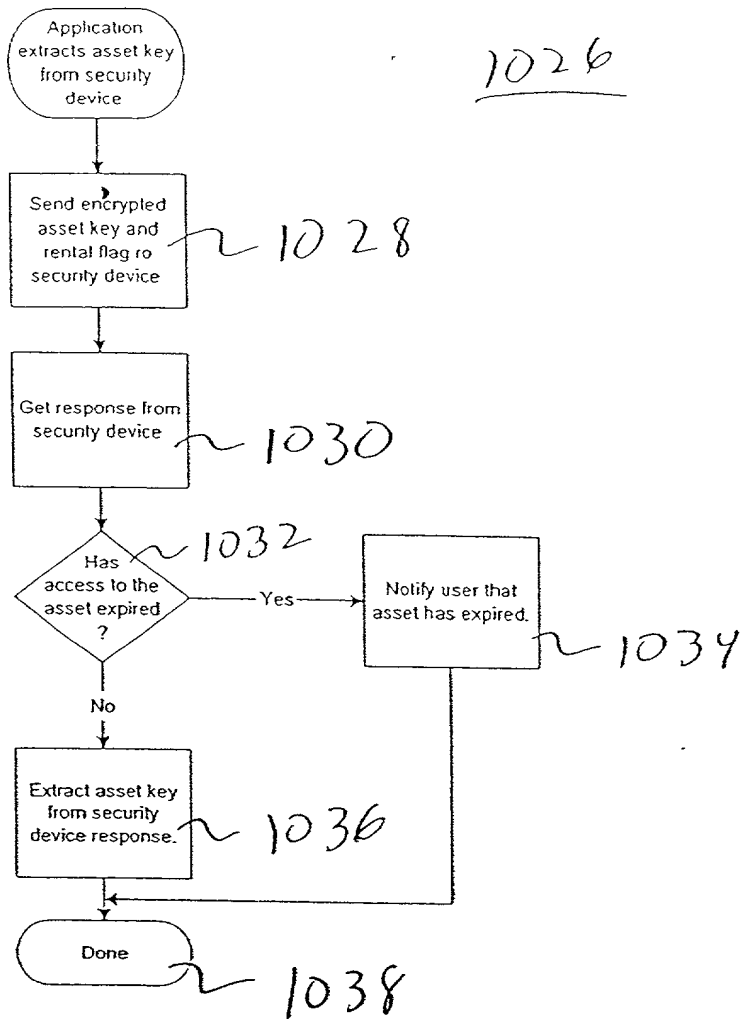 Application
extracts asset key
from security
device
1026
Send encrypted
asset key and
rental flag ro
security device
1028
Get response from
security device
1030
Has
access to the
asset expired
?
1032
Yes
Notify user that
asset has expired.
1034
No
Extract asset key
from security
device response.
1036
Done
1038